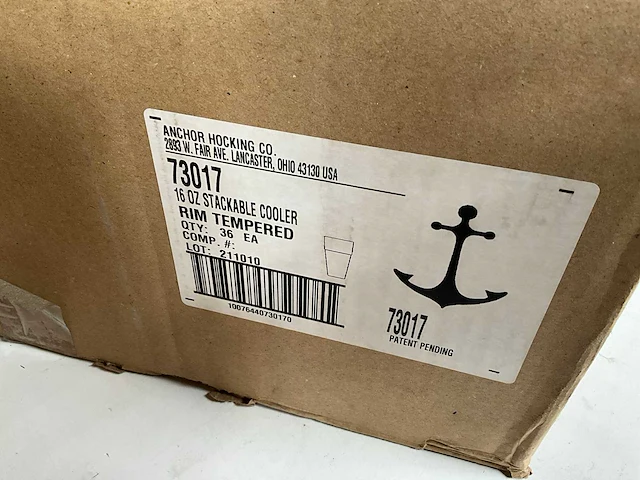 ANCHOR HOCKING CO.
2893 W. FAIR AVE. LANCASTER, OHIO 43130 USA
73017
16 OZ STACKABLE COOLER
RIM TEMPERED
QTY: 36 EA
COMP. #:
LOT: 211010
10076440730170
73017
PATENT PENDING